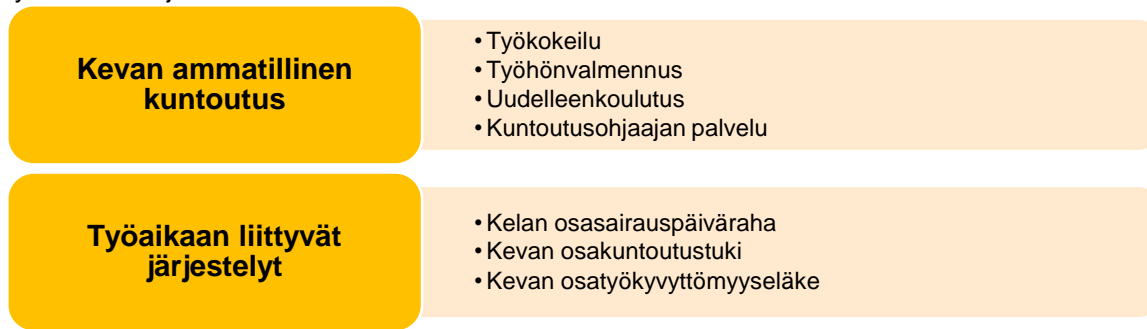 Kevan ammatillinen
kuntoutus
• Työkokeilu
• Työhönvalmennus
• Uudelleenkoulutus
• Kuntoutusohjaajan palvelu
Työaikaan liittyvät
järjestelyt
• Kelan osasairauspäiväraha
• Kevan osakuntoutustuki
• Kevan osatyökyvyttömyyseläke